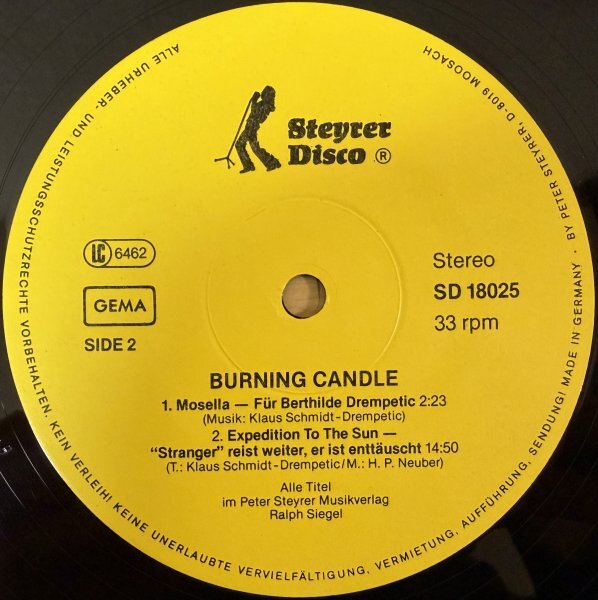 Steyrer
Disco ®
LC 6462
GEMA
SIDE 2
Stereo
SD 18025
33 rpm
BURNING CANDLE
1. Mosella — Für Berthilde Drempetic 2:23
(Musik: Klaus Schmidt-Drempetic)
2. Expedition To The Sun —
“Stranger” reist weiter, er ist enttäuscht 14:50
(T.: Klaus Schmidt-Drempetic/M.: H. P. Neuber)
Alle Titel
im Peter Steyrer Musikverlag
Ralph Siegel
ALLE URHEBER- UND LEISTUNGSSCHUTZRECHTE VORBEHALTEN. KEIN VERLEIH! KEINE UNERLAUBTE VERVIELFÄLTIGUNG, VERMIETUNG, AUFFÜHRUNG, SENDUNG! MADE IN GERMANY · BY PETER STEYRER, D-8019 MOOSACH